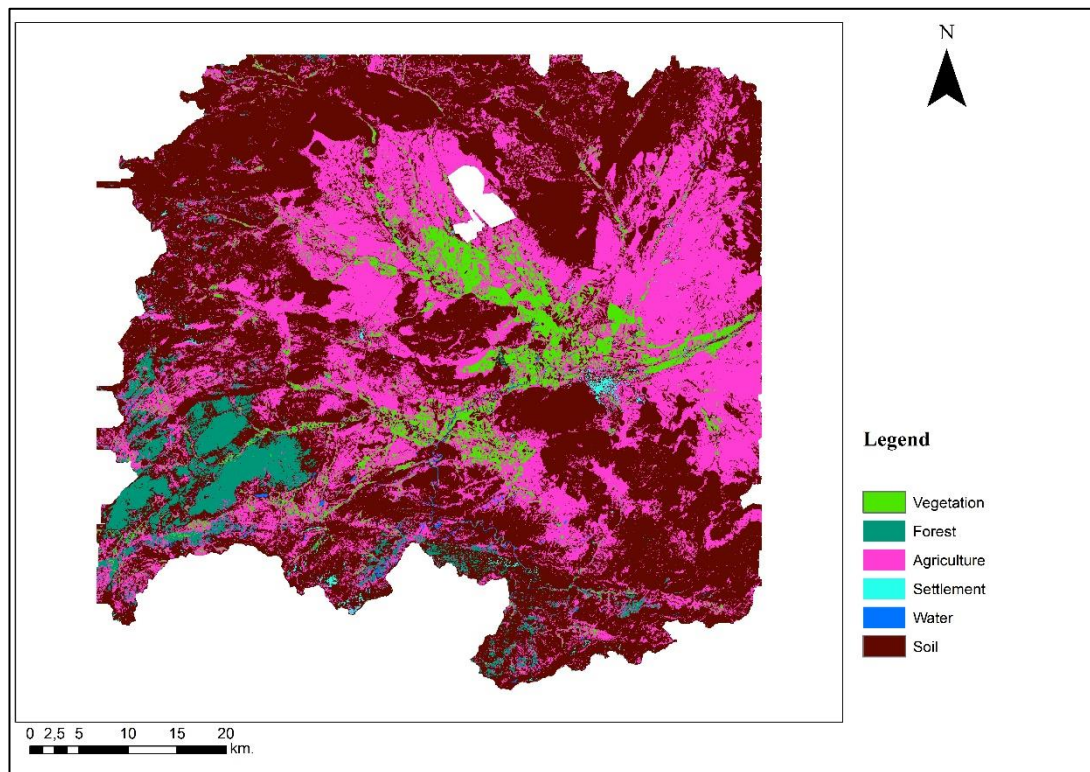 N
Legend
Vegetation
Forest
Agriculture
Settlement
Water
Soil
0 2,5 5 10 15 20
km.